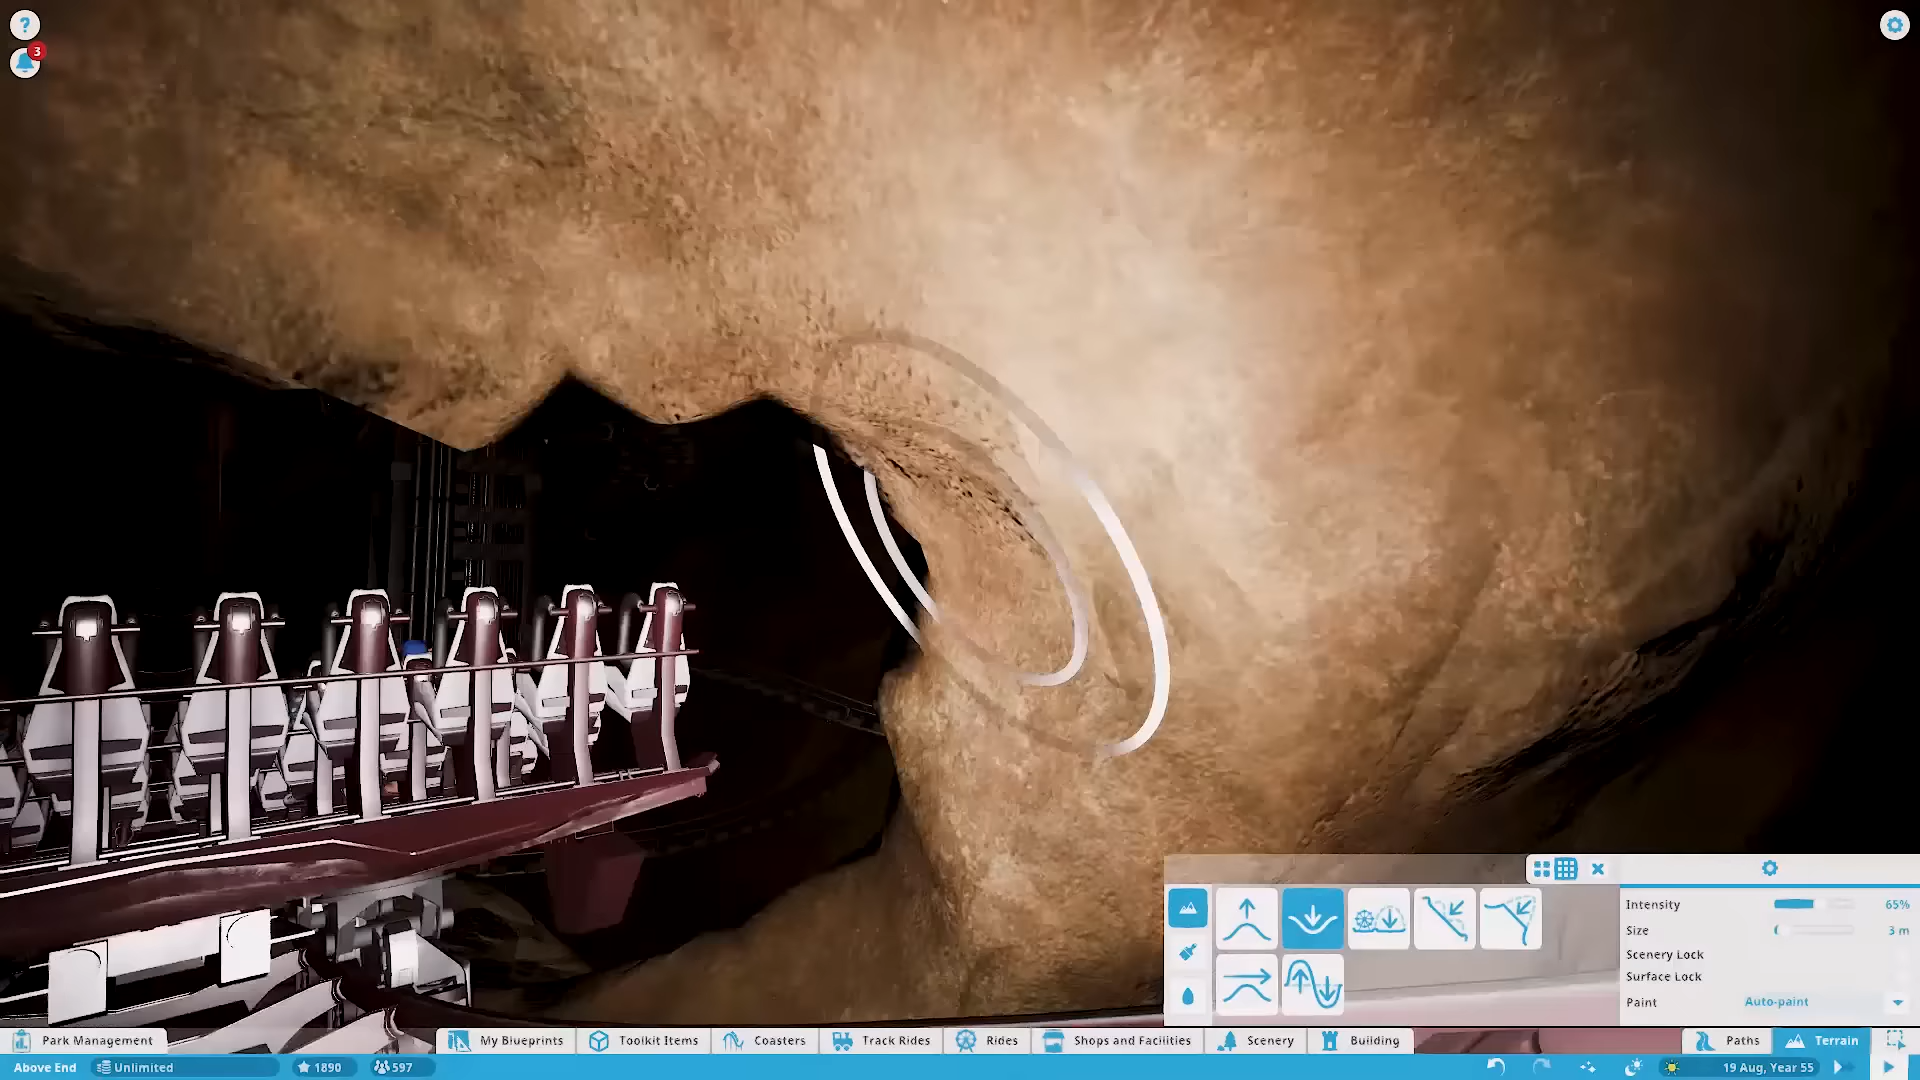 ?
3
Intensity 65%
Size 3 m
Scenery Lock
Surface Lock
Paint Auto-paint
Park Management My Blueprints Toolkit Items Coasters Track Rides Rides Shops and Facilities Scenery Building Paths Terrain
Above End Unlimited 1890 597 19 Aug, Year 55